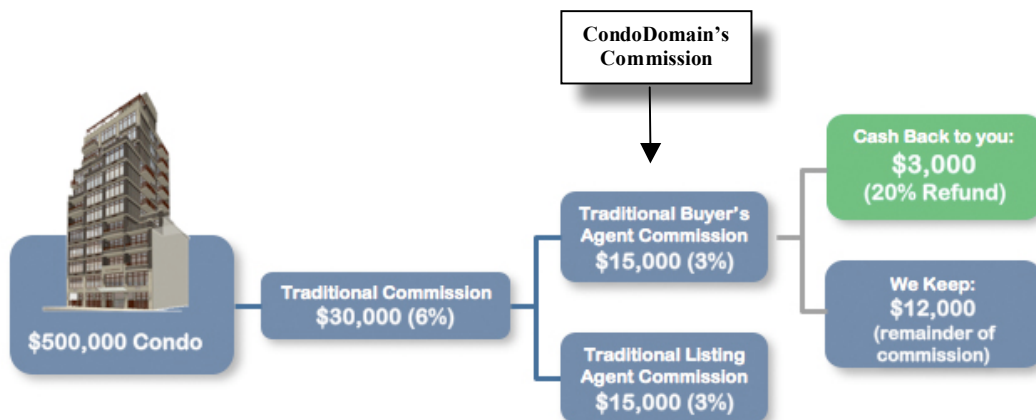 CondoDomain's
Commission
$500,000 Condo
Traditional Commission
$30,000 (6%)
Traditional Buyer's
Agent Commission
$15,000 (3%)
Traditional Listing
Agent Commission
$15,000 (3%)
Cash Back to you:
$3,000
(20% Refund)
We Keep:
$12,000
(remainder of
commission)